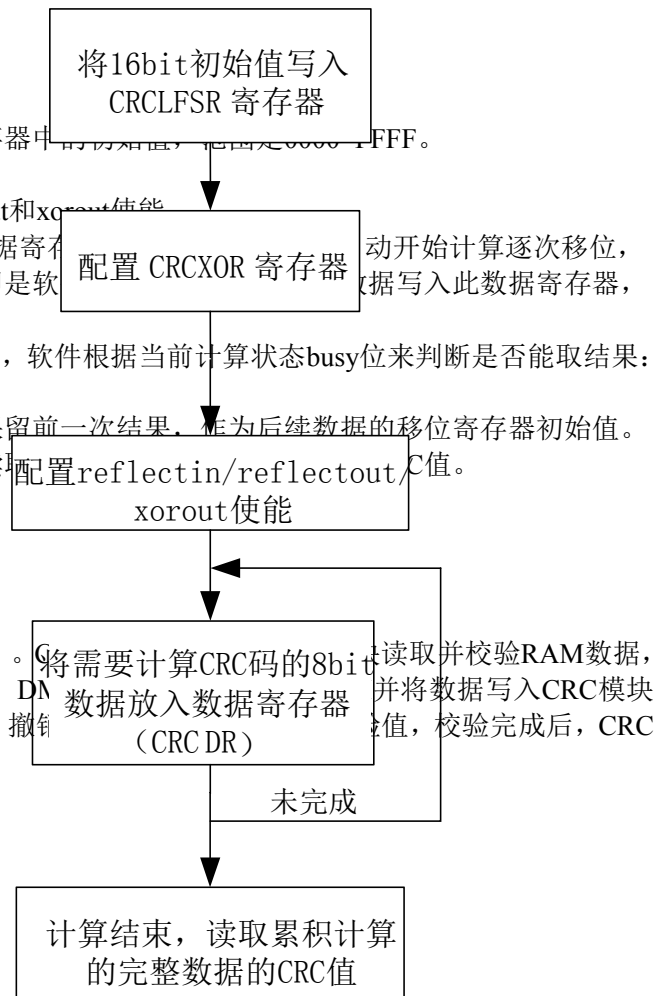 将16bit初始值写入
CRCLFSR 寄存器
器中的初始值，范围是0000 FFFF。
t和xorout使能
据寄存 动开始计算逐次移位，
配置 CRCXOR 寄存器
是软 数据写入此数据寄存器，
，软件根据当前计算状态busy位来判断是否能取结果：
留前一次结果，作为后续数据的移位寄存器初始值。
配置reflectin/reflectout/ C值。
xorout使能
。 读取并校验RAM数据，
将需要计算CRC码的8bit
DM 并将数据写入CRC模块
数据放入数据寄存器
撤销 验值，校验完成后，CRC
（CRCDR）
未完成
计算结束，读取累积计算
的完整数据的CRC值